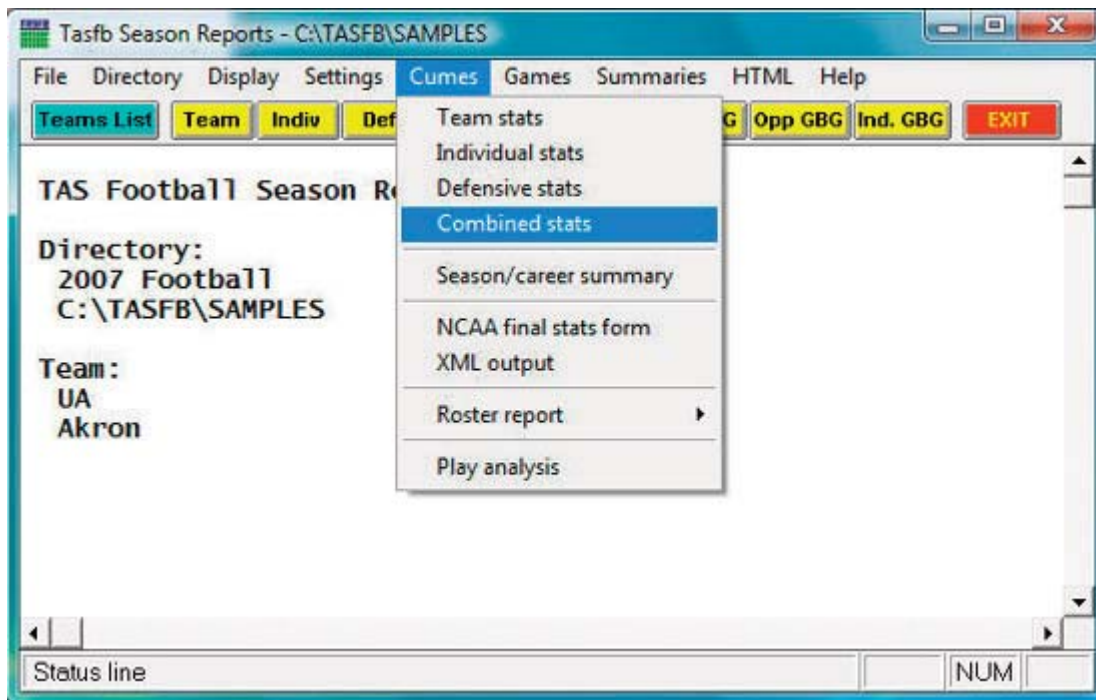 Tasfb Season Reports - C:\TASFB\SAMPLES
File Directory Display Settings Cumes Games Summaries HTML Help
Teams List Team Indiv Def G Opp GBG Ind. GBG EXIT
Team stats
Individual stats
Defensive stats
Combined stats
Season/career summary
NCAA final stats form
XML output
Roster report
Play analysis
TAS Football Season Re
Directory:
2007 Football
C:\TASFB\SAMPLES
Team:
UA
Akron
Status line NUM